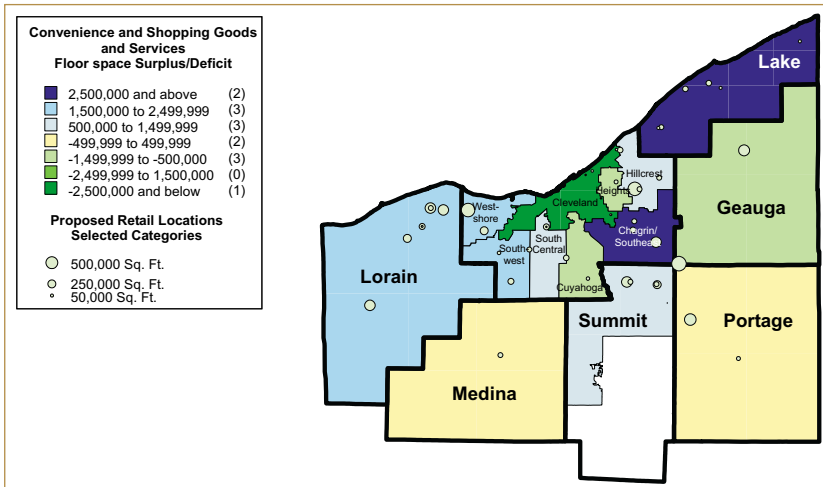 Convenience and Shopping Goods
and Services
Floor space Surplus/Deficit
2,500,000 and above (2)
1,500,000 to 2,499,999 (3)
500,000 to 1,499,999 (3)
-499,999 to 499,999 (2)
-1,499,999 to -500,000 (3)
-2,499,999 to 1,500,000 (0)
-2,500,000 and below (1)
Proposed Retail Locations
Selected Categories
500,000 Sq. Ft.
250,000 Sq. Ft.
50,000 Sq. Ft.
Lake
Hillcrest
Heights
Geauga
Cleveland
West-
shore
Chagrin/
Southeast
South
Central
South-
west
Lorain
Cuyahoga
Summit
Portage
Medina